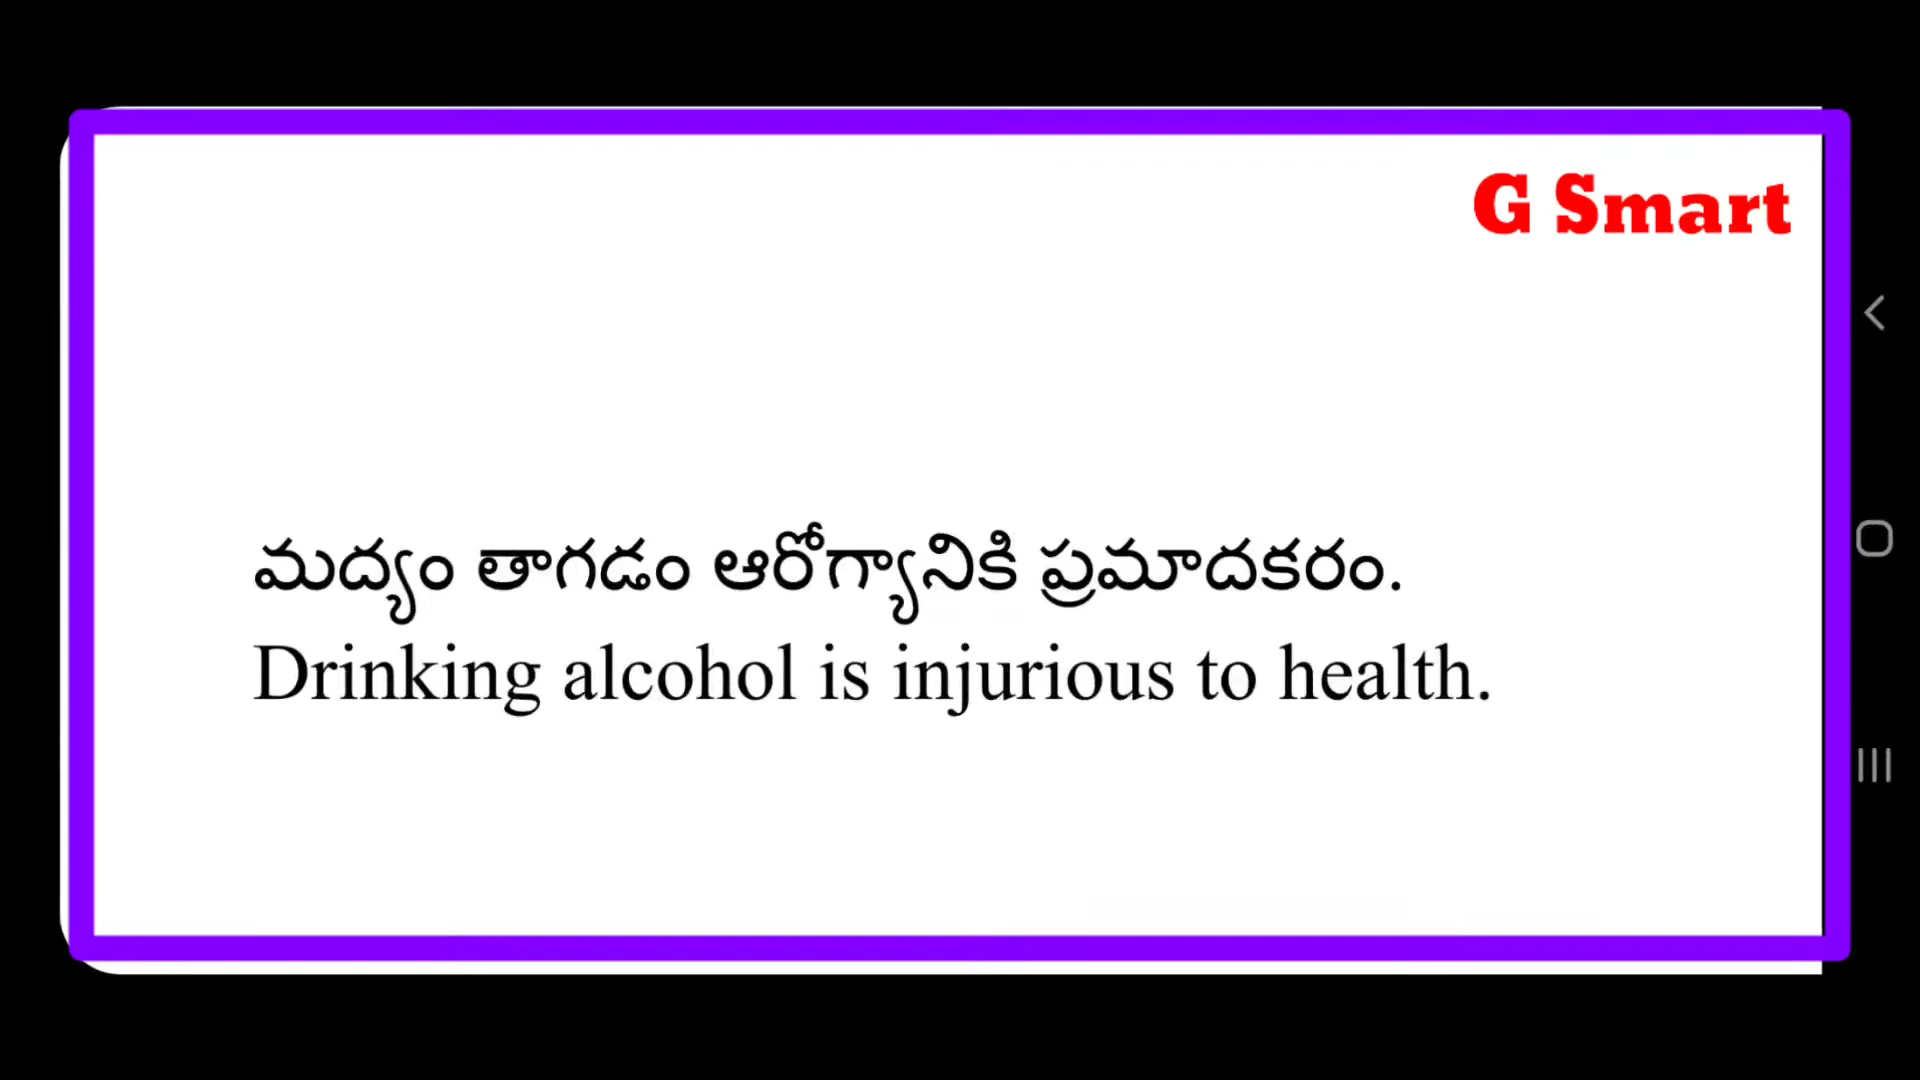 G Smart
మద్యం తాగడం ఆరోగ్యానికి ప్రమాదకరం.
Drinking alcohol is injurious to health.